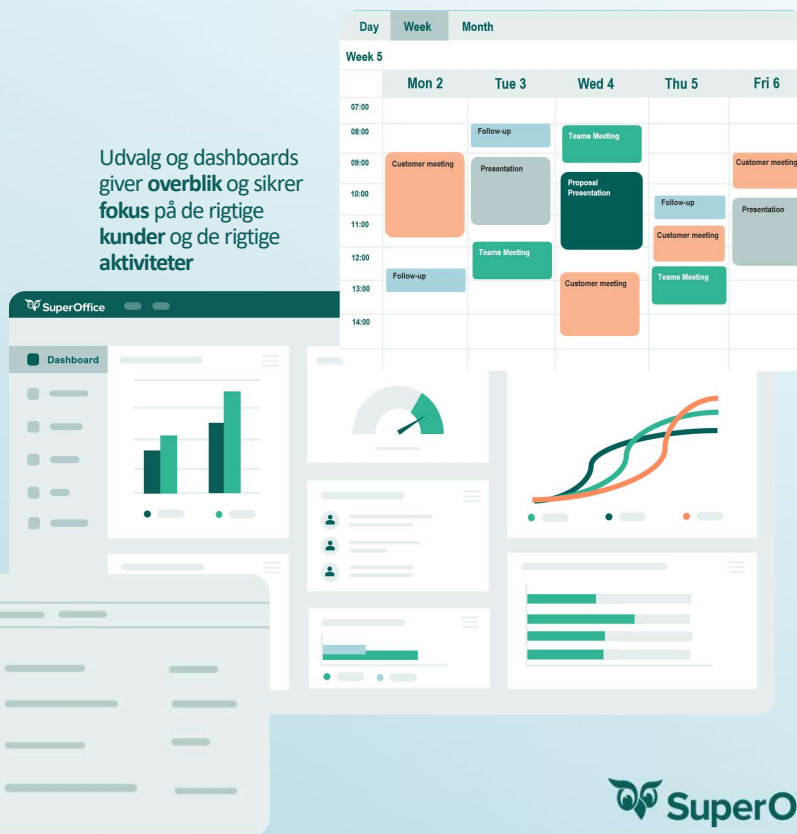 Day Week Month
Week 5
Mon 2 Tue 3 Wed 4 Thu 5 Fri 6
07:00
08:00
09:00
10:00
11:00
12:00
13:00
14:00
Customer meeting
Follow-up
Follow-up
Presentation
Teams Meeting
Teams Meeting
Proposal
Presentation
Customer meeting
Follow-up
Customer meeting
Teams Meeting
Customer meeting
Presentation
Udvalg og dashboards
giver overblik og sikrer
fokus på de rigtige
kunder og de rigtige
aktiviteter
SuperOffice
Dashboard
SuperO